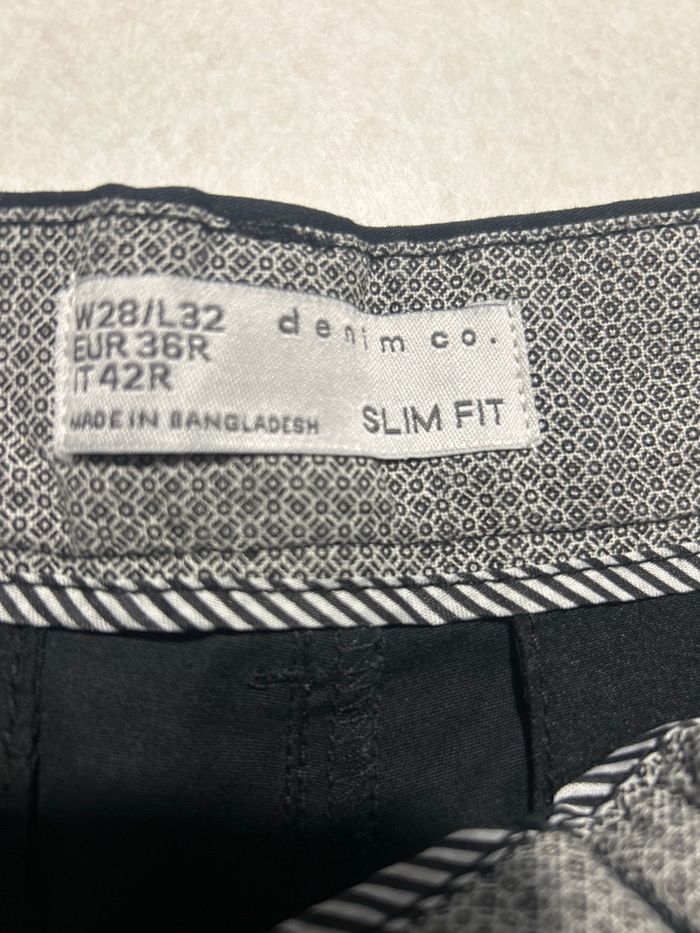 W28/L32
EUR 36R
IT 42R
MADE IN BANGLADESH
denim co.
SLIM FIT